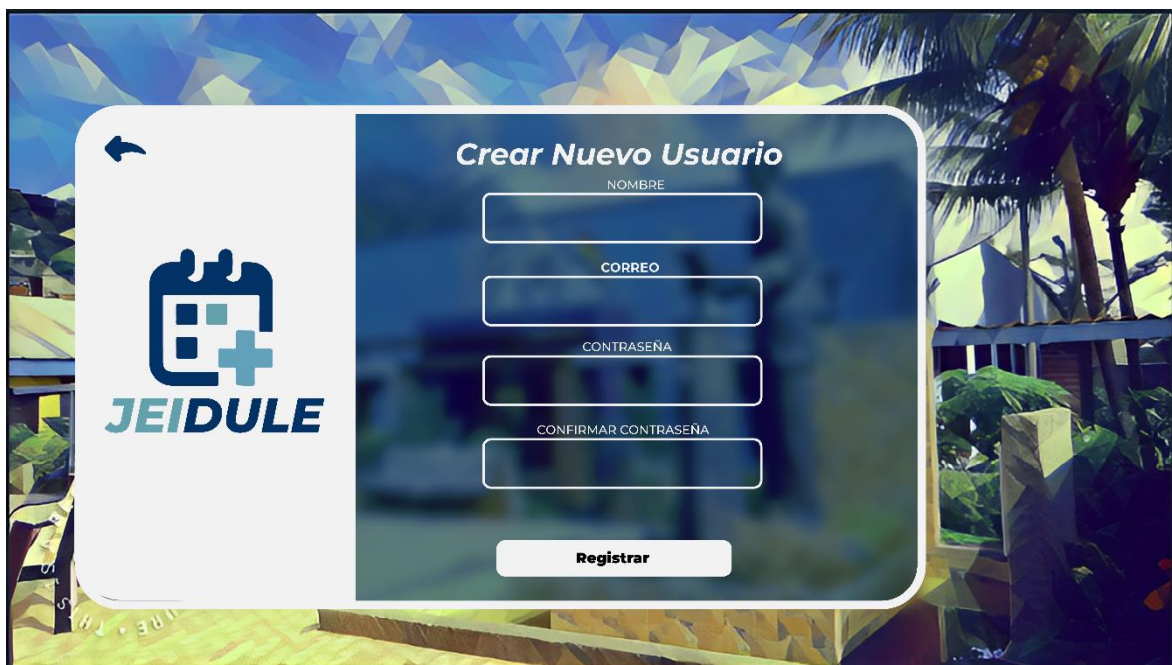 Crear Nuevo Usuario
NOMBRE
CORREO
CONTRASEÑA
CONFIRMAR CONTRASEÑA
Registrar
JEIDULE